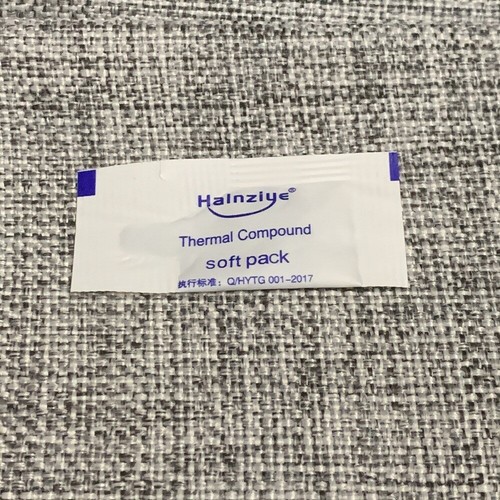 Halnziye®
Thermal Compound
soft pack
执行标准：Q/HYTG 001-2017